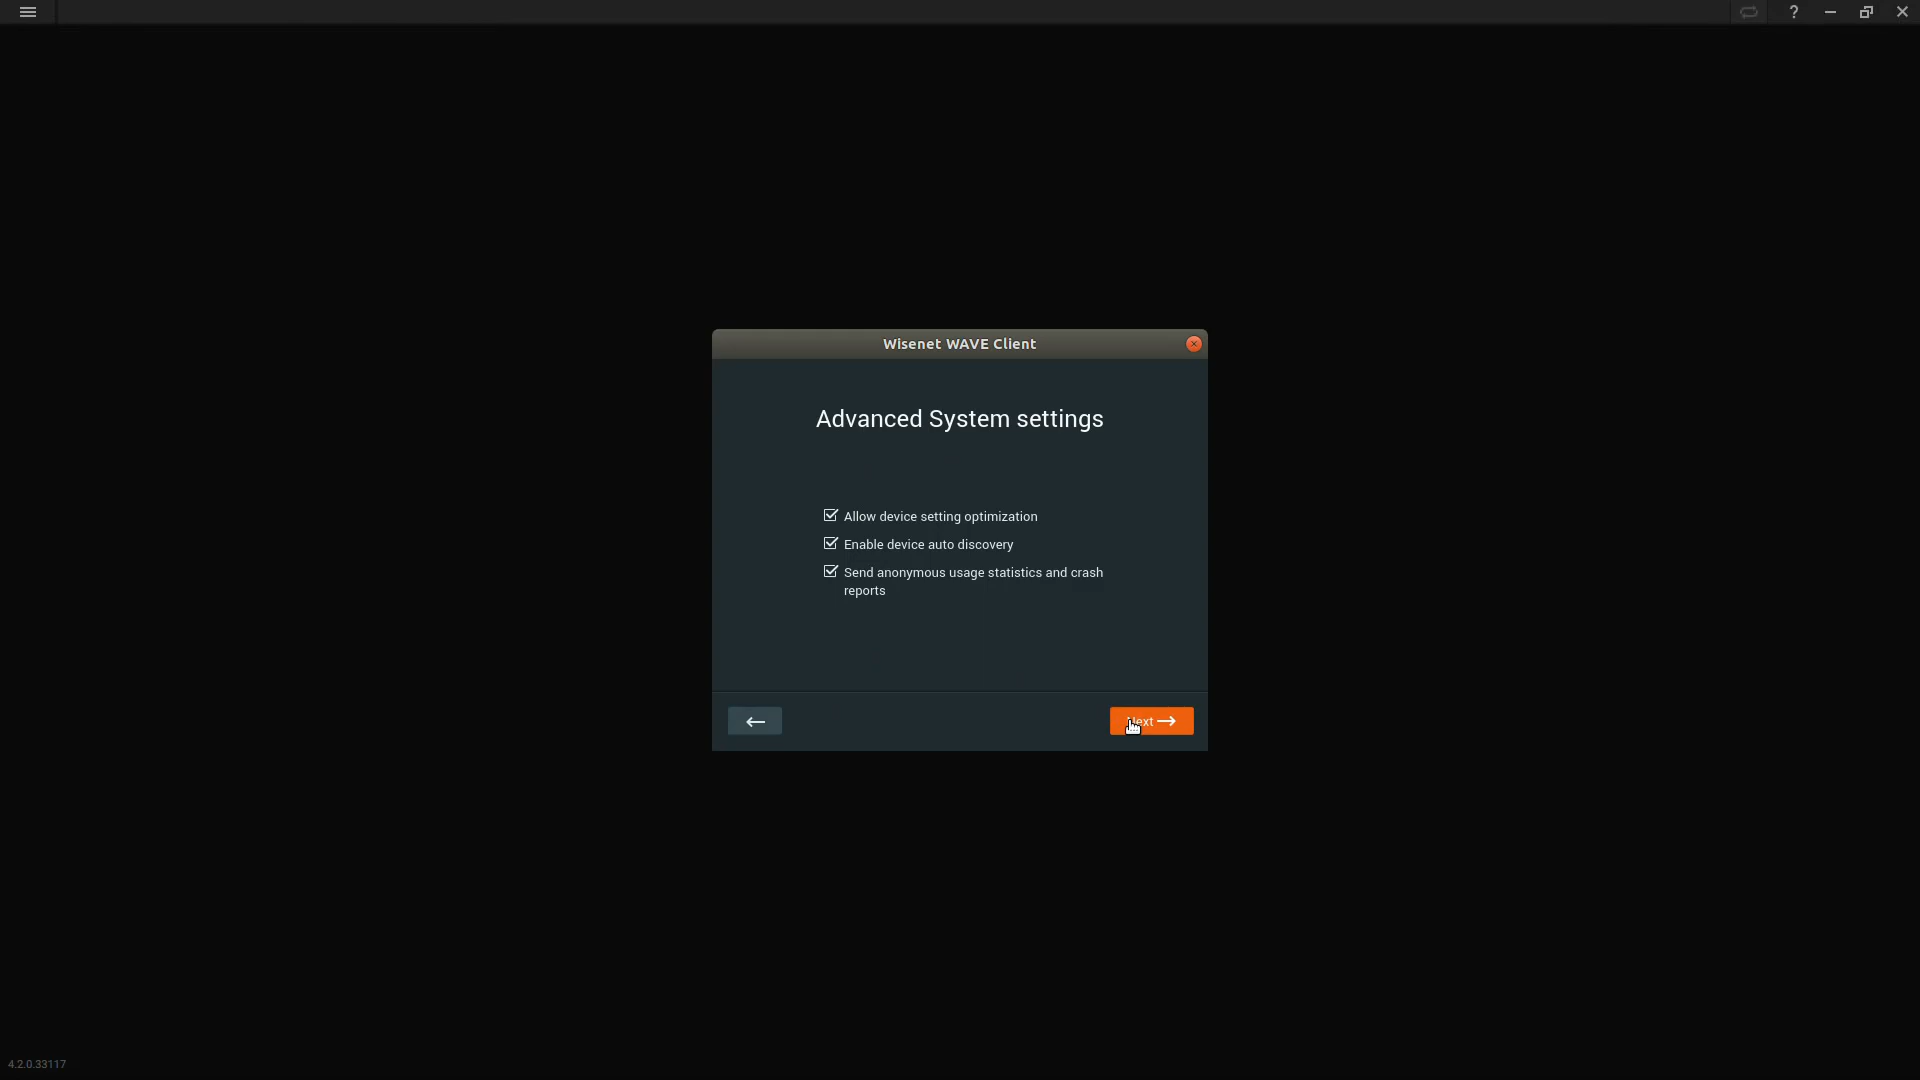 ?
Wisenet WAVE Client
Advanced System settings
Allow device setting optimization
Enable device auto discovery
Send anonymous usage statistics and crash
reports
Next
4.2.0.33117